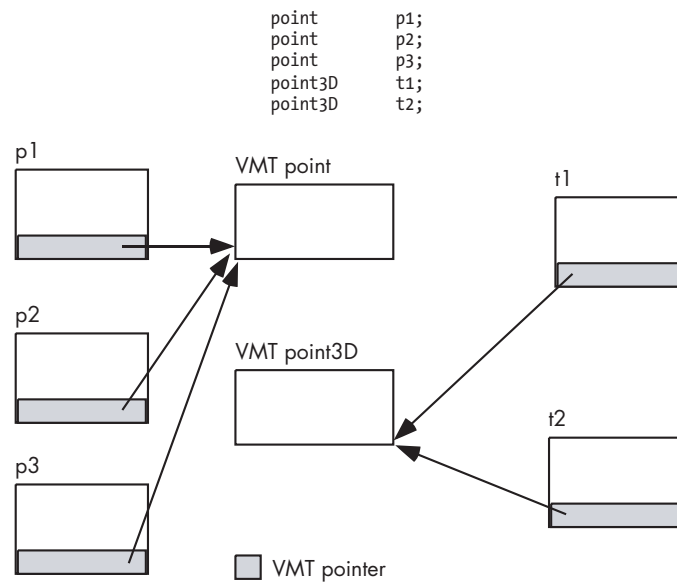 point p1;
point p2;
point p3;
point3D t1;
point3D t2;
p1
VMT point
t1
p2
VMT point3D
t2
p3
VMT pointer